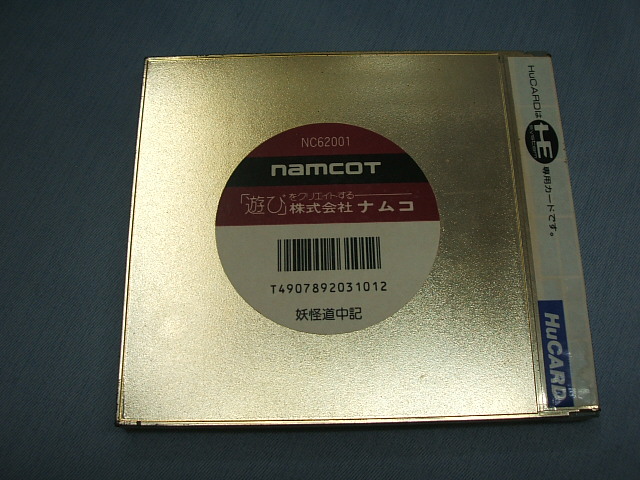 NC62001
namcoT
「遊び」をクリエイトする
株式会社ナムコ
T4907892031012
妖怪道中記
HuCARDは
HE
専用カードです。
HuCARD